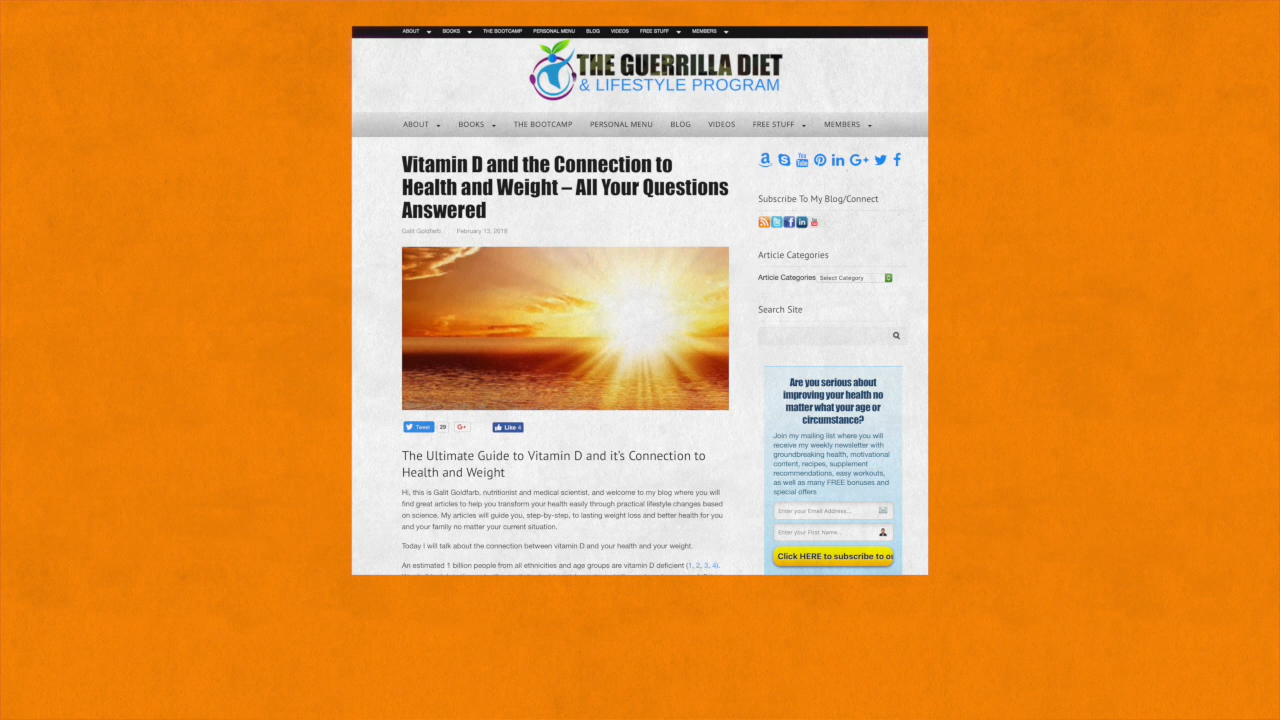 ABOUT BOOKS THE BOOTCAMP PERSONAL MENU BLOG VIDEOS FREE STUFF MEMBERS
THE GUERRILLA DIET
& LIFESTYLE PROGRAM
ABOUT BOOKS THE BOOTCAMP PERSONAL MENU BLOG VIDEOS FREE STUFF MEMBERS
Vitamin D and the Connection to
Health and Weight – All Your Questions
Answered
Galit Goldfarb February 13, 2018
Tweet 29 G+ Like 4
The Ultimate Guide to Vitamin D and it's Connection to
Health and Weight
Hi, this is Galit Goldfarb, nutritionist and medical scientist, and welcome to my blog where you will
find great articles to help you transform your health easily through practical lifestyle changes based
on science. My articles will guide you, step-by-step, to lasting weight loss and better health for you
and your family no matter your current situation.
Today I will talk about the connection between vitamin D and your health and your weight.
An estimated 1 billion people from all ethnicities and age groups are vitamin D deficient (1, 2, 3, 4).
You Tube G+
Subscribe To My Blog/Connect
Article Categories
Article Categories Select Category
Search Site
Are you serious about
improving your health no
matter what your age or
circumstance?
Join my mailing list where you will
receive my weekly newsletter with
groundbreaking health, motivational
content, recipes, supplement
recommendations, easy workouts,
as well as many FREE bonuses and
special offers
Enter your Email Address...
Enter your First Name...
Click HERE to subscribe to ou